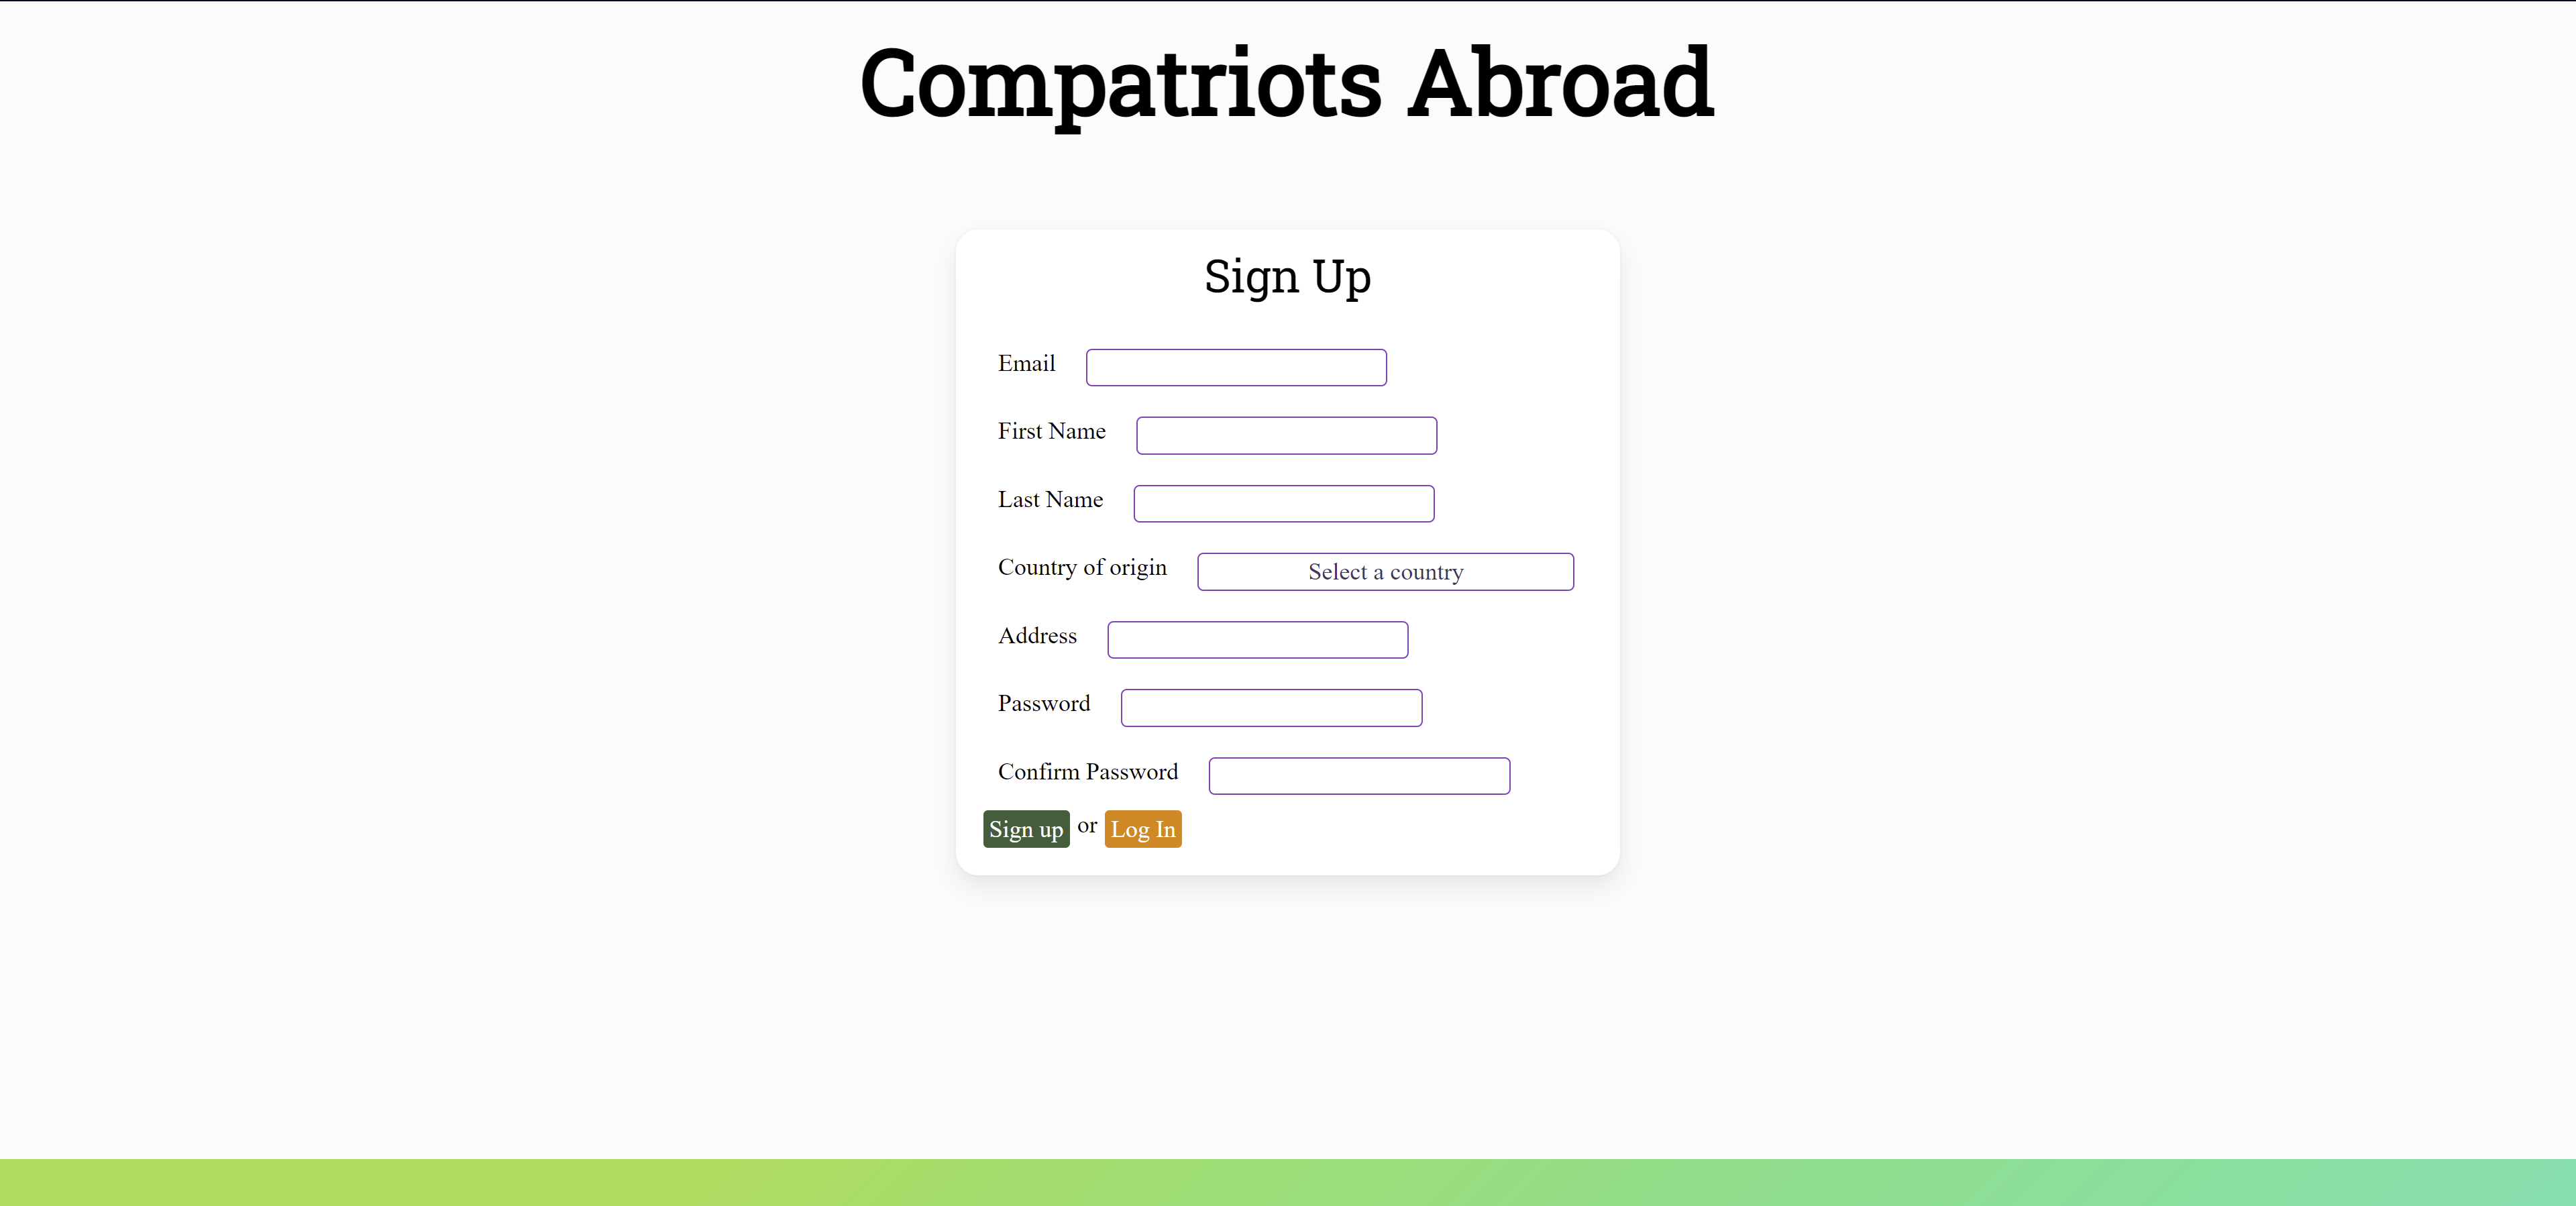 Compatriots Abroad
Sign Up
Email
First Name
Last Name
Country of origin Select a country
Address
Password
Confirm Password
Sign up or Log In